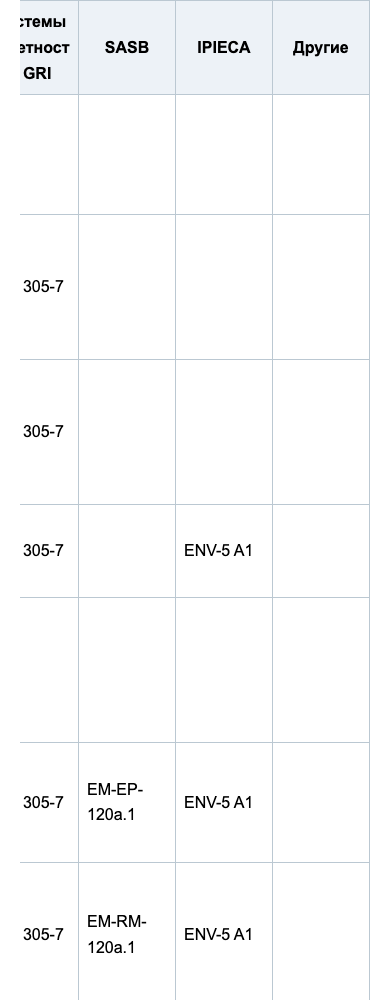 стемы
етност
GRI
SASB
IPIECA
Другие
305-7
305-7
305-7
ENV-5 A1
305-7
EM-EP-
120a.1
ENV-5 A1
305-7
EM-RM-
120a.1
ENV-5 A1